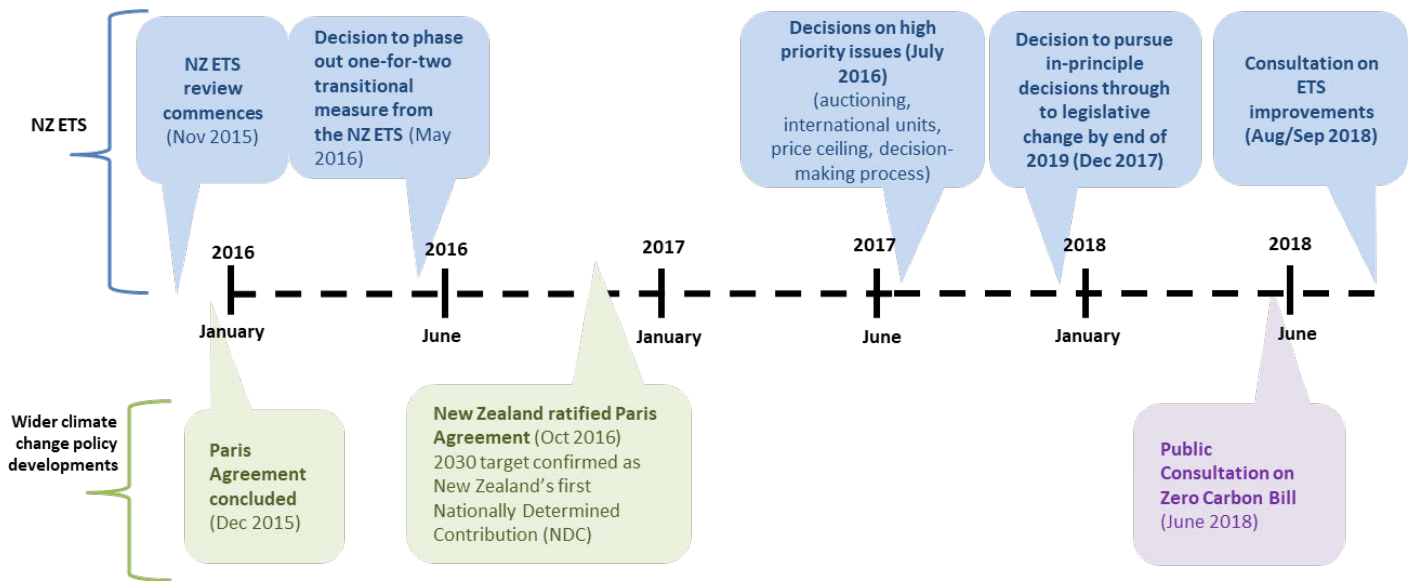 NZ ETS
NZ ETS
review
commences
(Nov 2015)
Decision to phase
out one-for-two
transitional
measure from
the NZ ETS (May
2016)
Decisions on high
priority issues (July
2016)
(auctioning,
international units,
price ceiling, decision-
making process)
Decision to pursue
in-principle
decisions through
to legislative
change by end of
2019 (Dec 2017)
Consultation on
ETS
improvements
(Aug/Sep 2018)
2016
January
2016
June
2017
January
2017
June
2018
January
2018
June
Wider climate
change policy
developments
Paris
Agreement
concluded
(Dec 2015)
New Zealand ratified Paris
Agreement (Oct 2016)
2030 target confirmed as
New Zealand’s first
Nationally Determined
Contribution (NDC)
Public
Consultation on
Zero Carbon Bill
(June 2018)